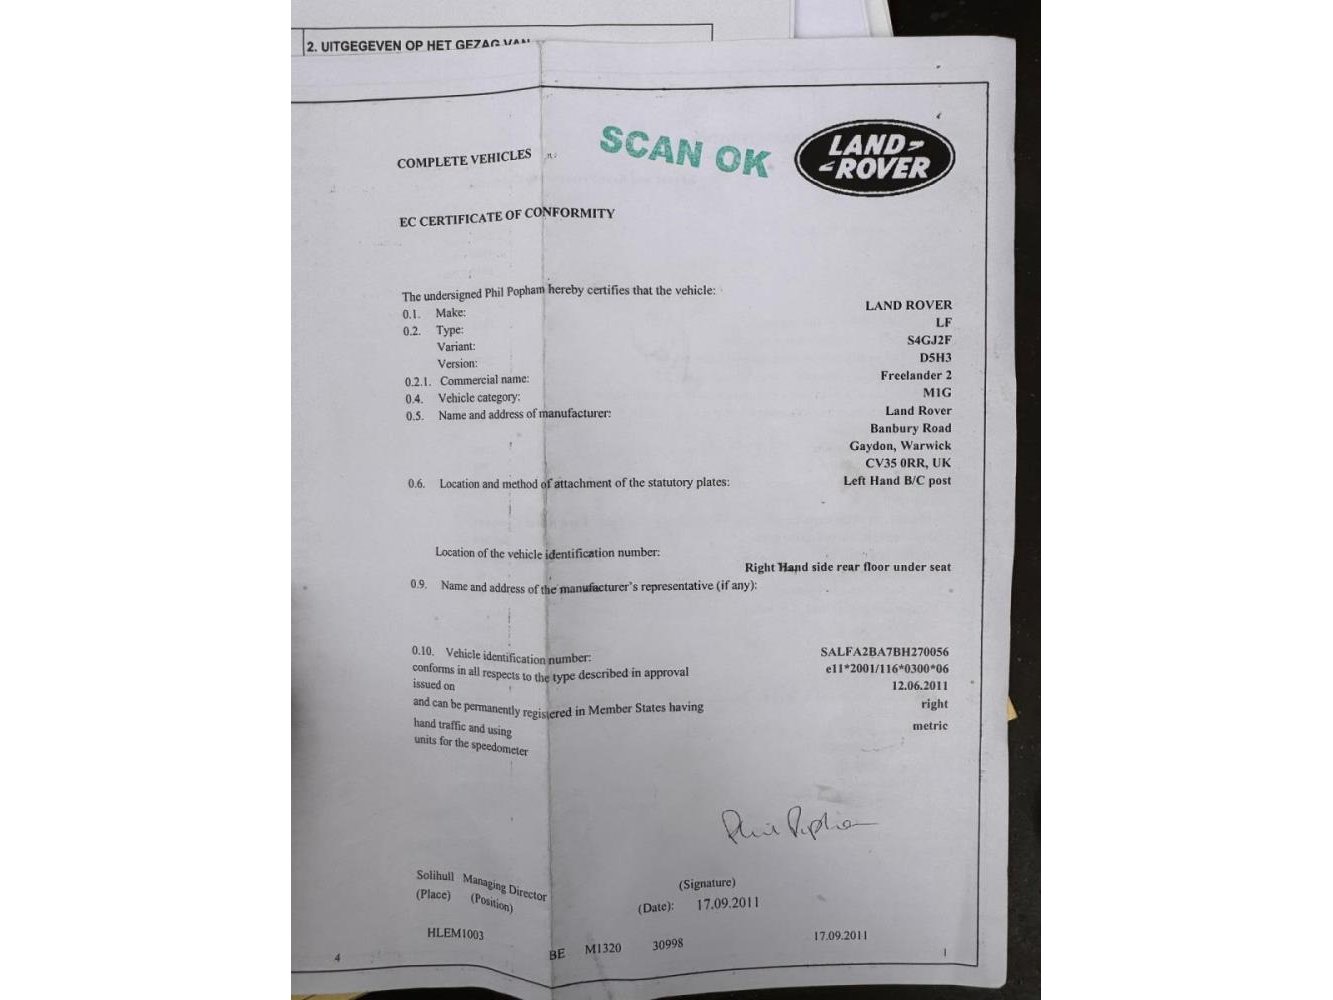 2. UITGEGEVEN OP HET GEZAG VAN
COMPLETE VEHICLES
SCAN OK
LAND
ROVER
EC CERTIFICATE OF CONFORMITY
The undersigned Phil Popham hereby certifies that the vehicle:
0.1. Make: LAND ROVER
0.2. Type: LF
Variant: S4GJ2F
Version: D5H3
0.2.1. Commercial name: Freelander 2
0.4. Vehicle category: M1G
0.5. Name and address of manufacturer: Land Rover
Banbury Road
Gaydon, Warwick
CV35 0RR, UK
0.6. Location and method of attachment of the statutory plates: Left Hand B/C post
Location of the vehicle identification number:
Right Hand side rear floor under seat
0.9. Name and address of the manufacturer's representative (if any):
0.10. Vehicle identification number: SALFA2BA7BH270056
conforms in all respects to the type described in approval e11*2001/116*0300*06
issued on 12.06.2011
and can be permanently registered in Member States having right
hand traffic and using metric
units for the speedometer
Phil Popham
Solihull Managing Director (Signature)
(Place) (Position) (Date): 17.09.2011
HLEM1003 BE M1320 30998 17.09.2011
4 1